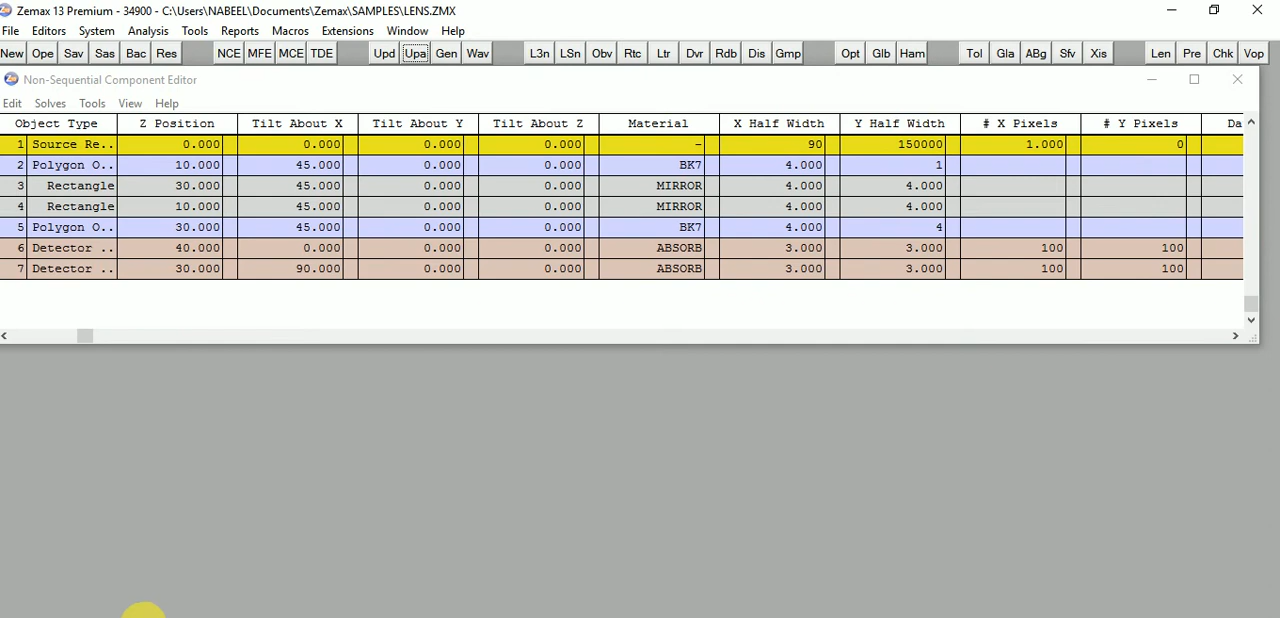 Zemax 13 Premium - 34900 - C:\Users\NABEEL\Documents\Zemax\SAMPLES\LENS.ZMX
File Editors System Analysis Tools Reports Macros Extensions Window Help
New Ope Sav Sas Bac Res NCE MFE MCE TDE Upd Upa Gen Wav L3n LSn Obv Rtc Ltr Dvr Rdb Dis Gmp Opt Glb Ham Tol Gla ABg Sfv Xis Len Pre Chk Vop
Non-Sequential Component Editor
Edit Solves Tools View Help
Object Type Z Position Tilt About X Tilt About Y Tilt About Z Material X Half Width Y Half Width # X Pixels # Y Pixels Da
1 Source Re.. 0.000 0.000 0.000 0.000 - 90 150000 1.000 0
2 Polygon O.. 10.000 45.000 0.000 0.000 BK7 4.000 1
3 Rectangle 30.000 45.000 0.000 0.000 MIRROR 4.000 4.000
4 Rectangle 10.000 45.000 0.000 0.000 MIRROR 4.000 4.000
5 Polygon O.. 30.000 45.000 0.000 0.000 BK7 4.000 4
6 Detector .. 40.000 0.000 0.000 0.000 ABSORB 3.000 3.000 100 100
7 Detector .. 30.000 90.000 0.000 0.000 ABSORB 3.000 3.000 100 100